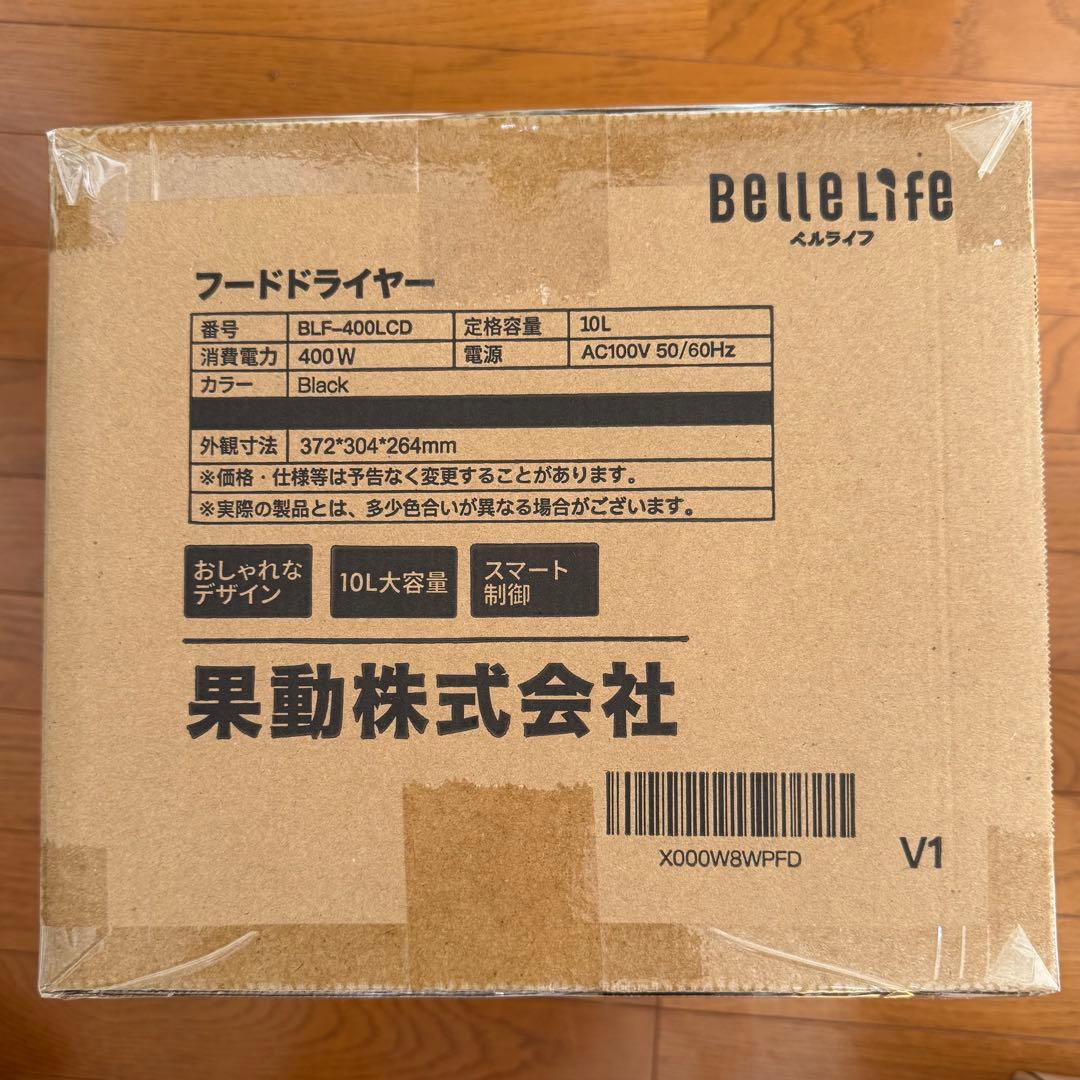 Belle Life
ベルライフ
フードドライヤー
番号 BLF-400LCD 定格容量 10L
消費電力 400W 電源 AC100V 50/60Hz
カラー Black
外観寸法 372*304*264mm
※価格・仕様等は予告なく変更することがあります。
※実際の製品とは、多少色合いが異なる場合がございます。
おしゃれな
デザイン
10L大容量
スマート
制御
果動株式会社
X000W8WPFD
V1